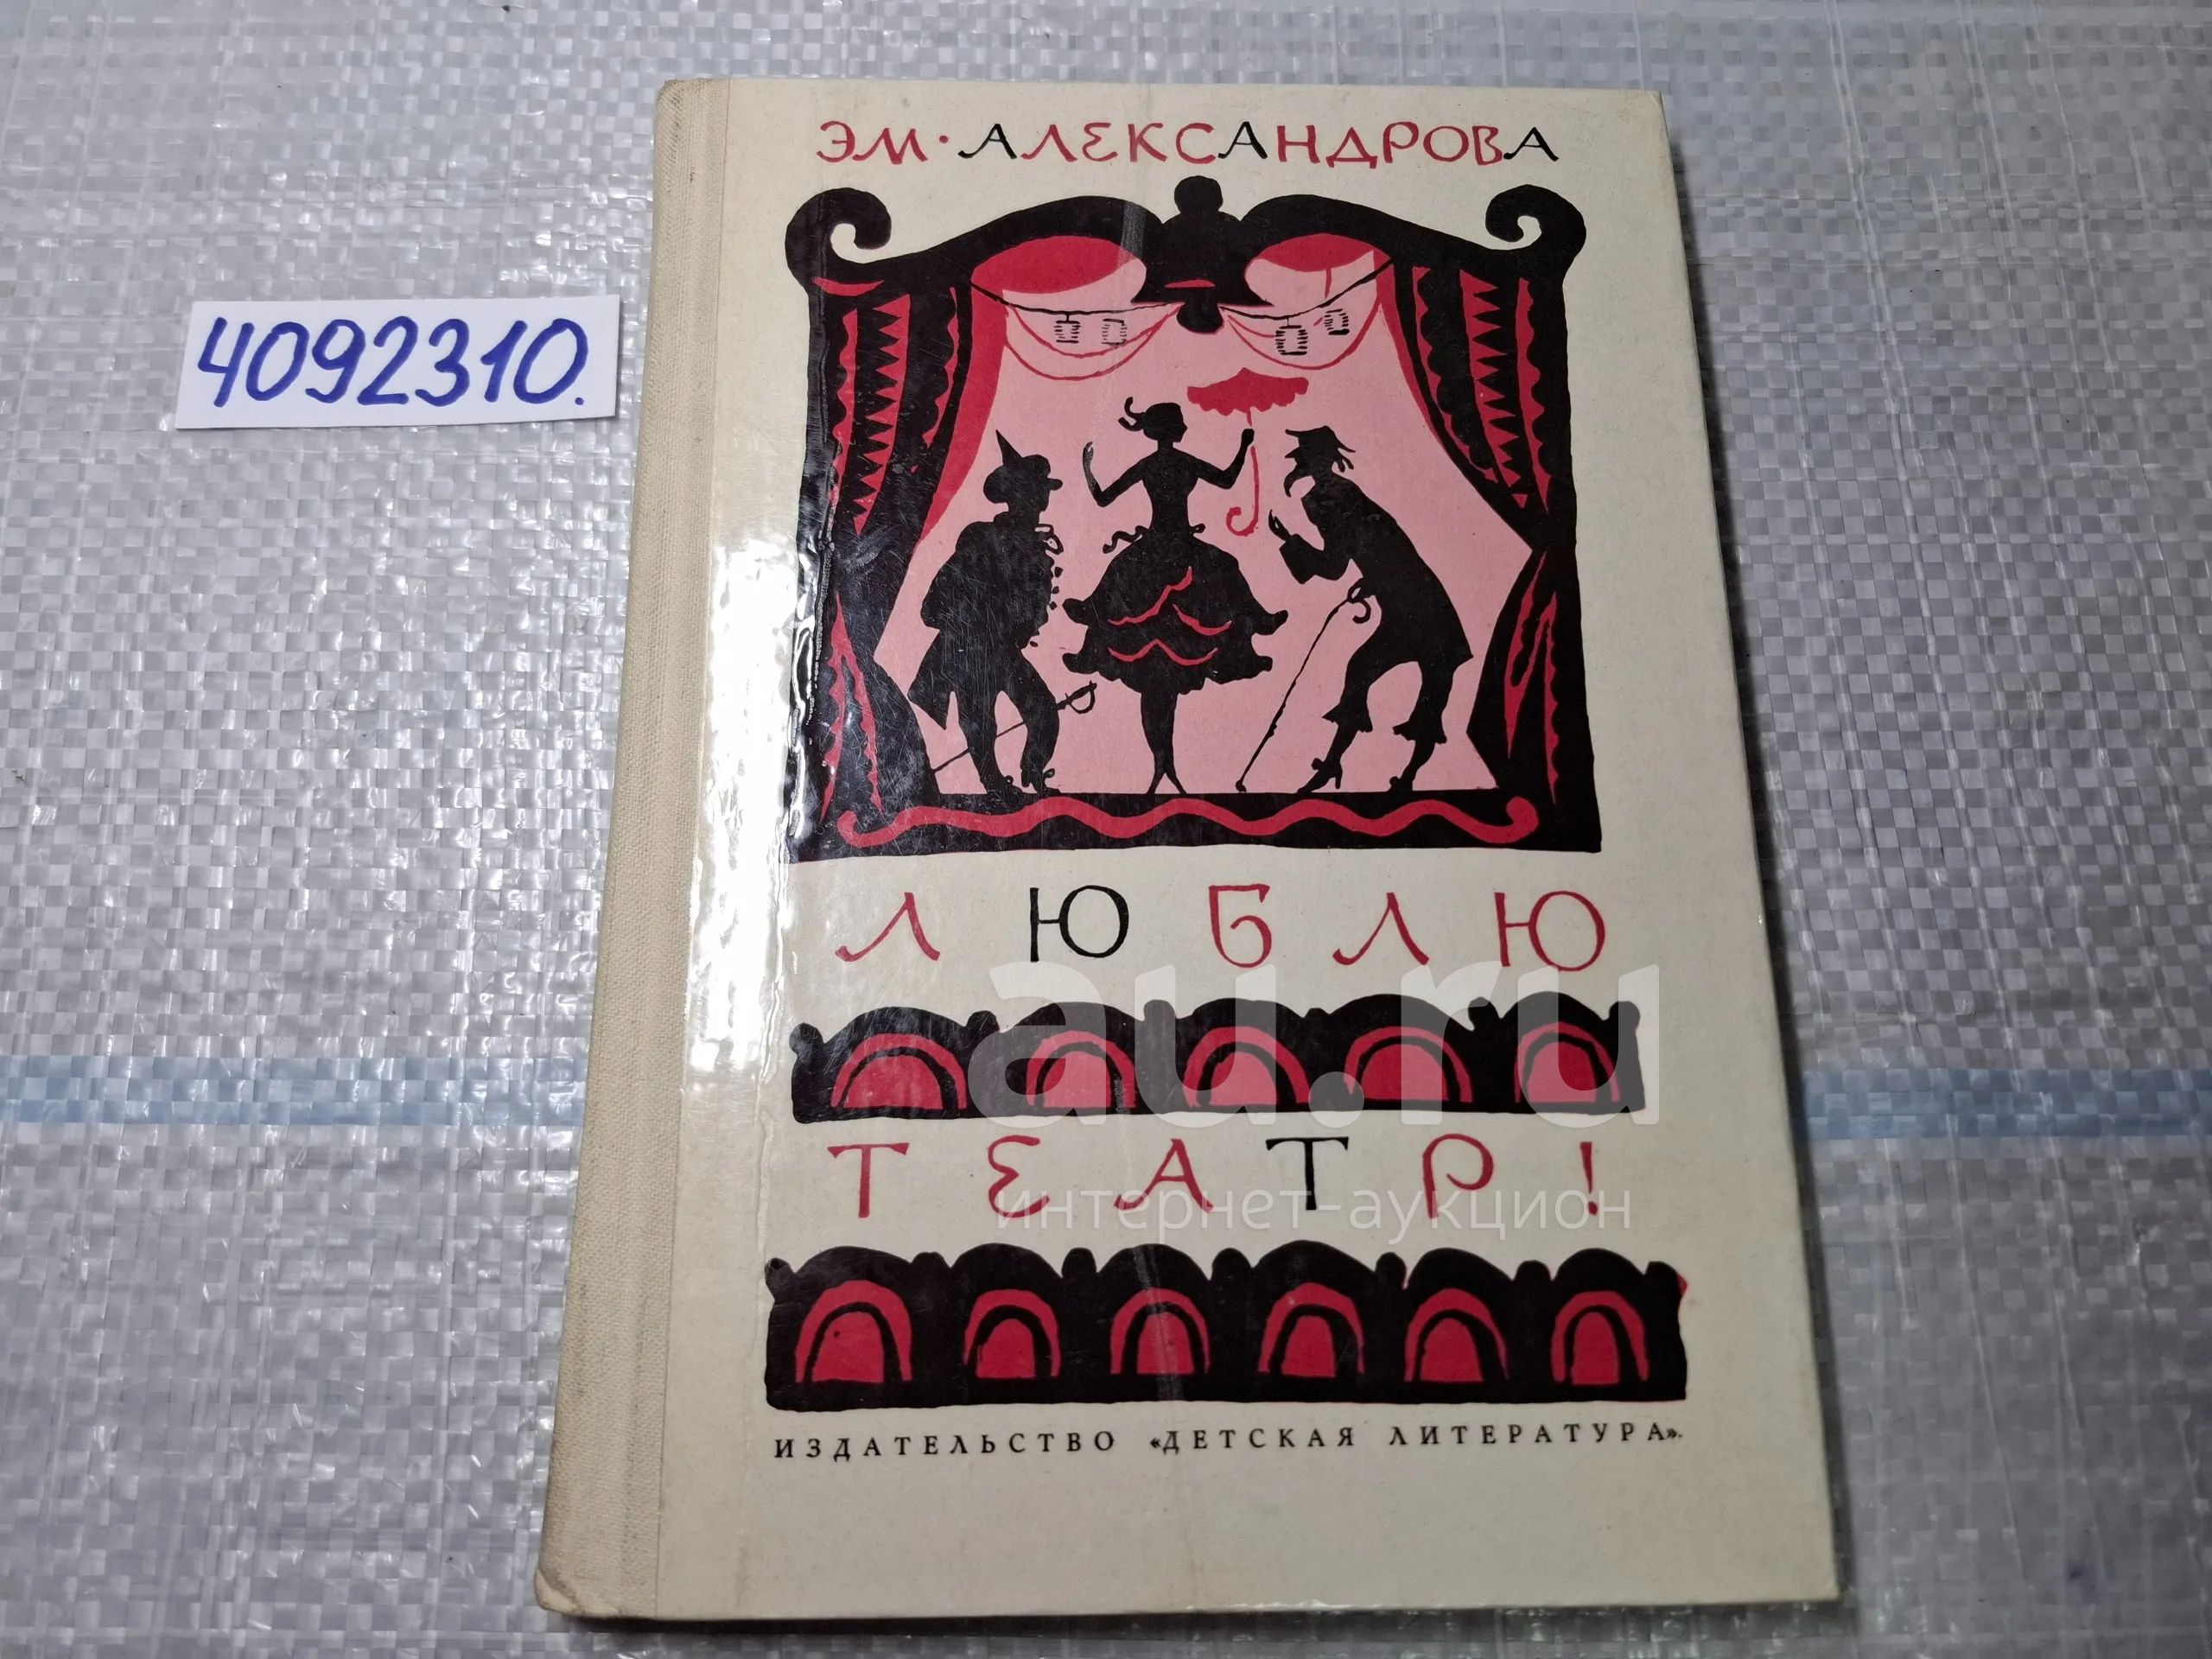 ЭМ·АЛЕКСАНДРОВА
4092310.
ЛЮБЛЮ
au.ru
ТЕАТР!
интернет-аукцион
ИЗДАТЕЛЬСТВО «ДЕТСКАЯ ЛИТЕРАТУРА».